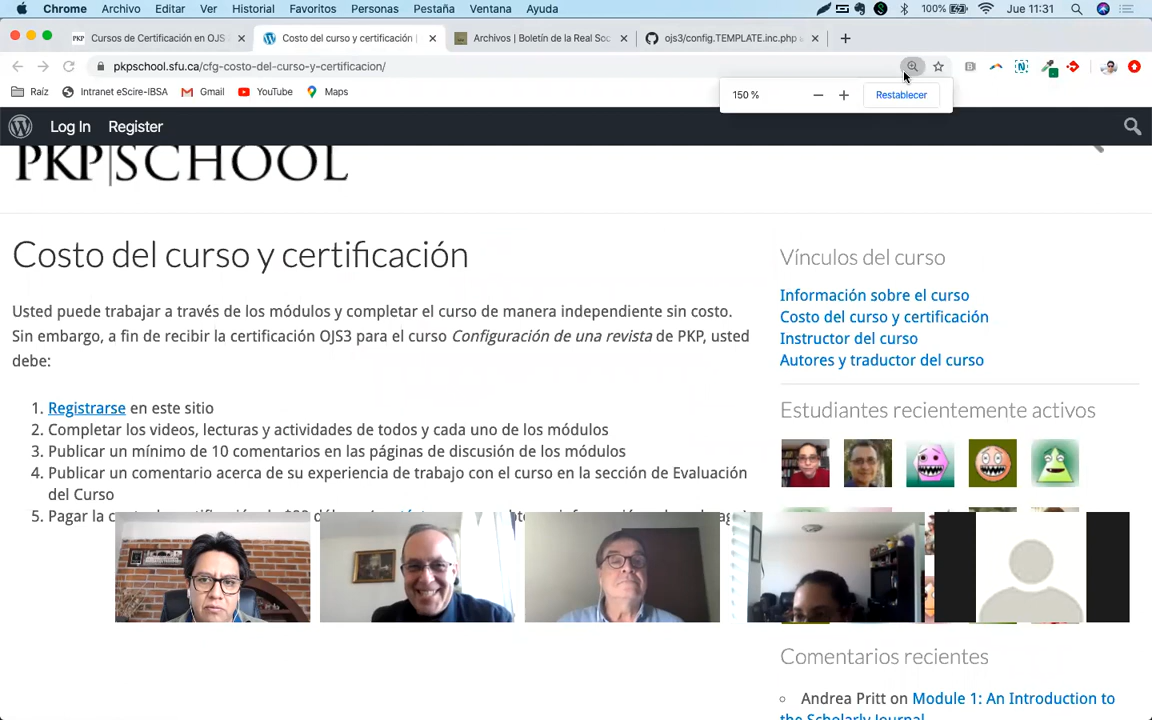 Chrome Archivo Editar Ver Historial Favoritos Personas Pestaña Ventana Ayuda 100% Jue 11:31
Cursos de Certificación en OJS × Costo del curso y certificación | × Archivos | Boletín de la Real Soc × ojs3/config.TEMPLATE.inc.php × +
pkpschool.sfu.ca/cfg-costo-del-curso-y-certificacion/
Raíz Intranet eScire-IBSA Gmail YouTube Maps
150 % − + Restablecer
Log In Register
PKP|SCHOOL
Costo del curso y certificación
Usted puede trabajar a través de los módulos y completar el curso de manera independiente sin costo.
Sin embargo, a fin de recibir la certificación OJS3 para el curso Configuración de una revista de PKP, usted
debe:
1. Registrarse en este sitio
2. Completar los videos, lecturas y actividades de todos y cada uno de los módulos
3. Publicar un mínimo de 10 comentarios en las páginas de discusión de los módulos
4. Publicar un comentario acerca de su experiencia de trabajo con el curso en la sección de Evaluación
del Curso
5. Pagar la
Vínculos del curso
Información sobre el curso
Costo del curso y certificación
Instructor del curso
Autores y traductor del curso
Estudiantes recientemente activos
Comentarios recientes
Andrea Pritt on Module 1: An Introduction to
the Scholarly Journal